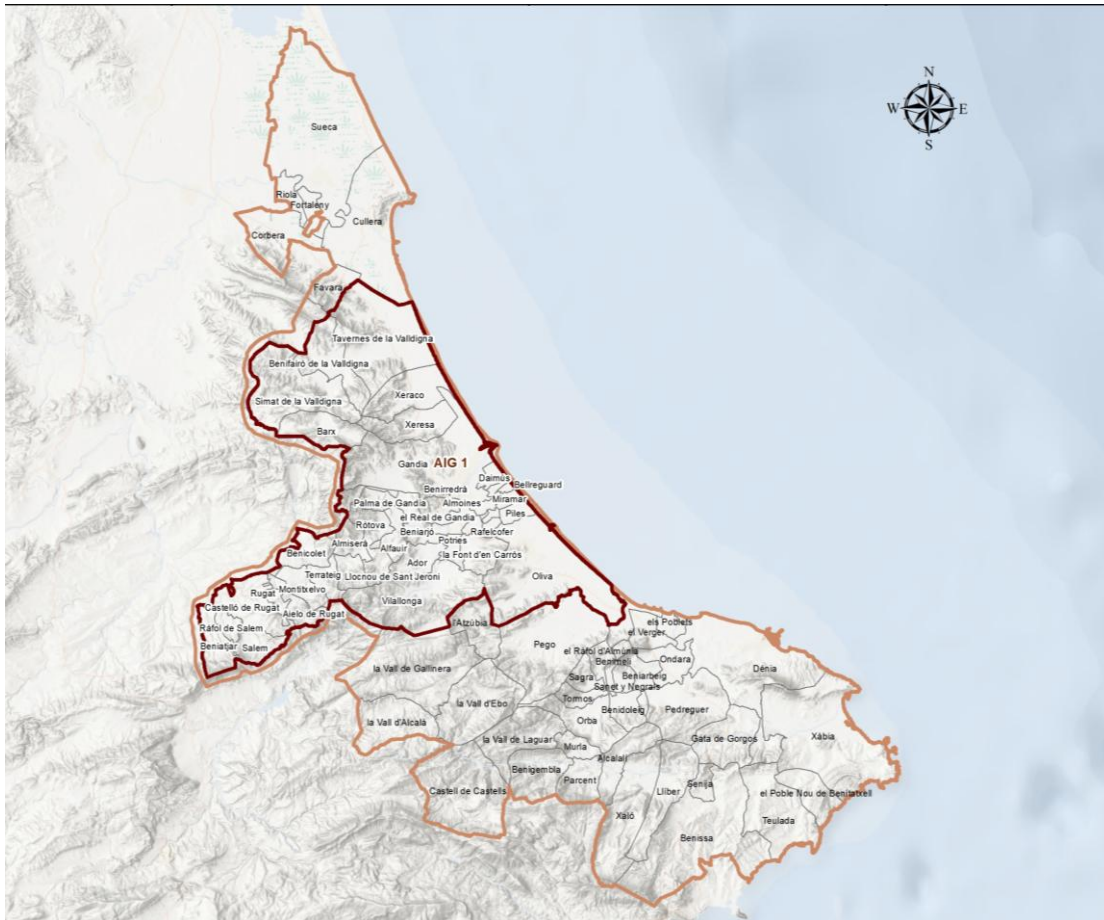 N
W E
S
Sueca
Riola
Fortaleny
Cullera
Corbera
Favara
Tavernes de la Valldigna
Benifairó de la Valldigna
Xeraco
Simat de la Valldigna
Xeresa
Barx
Gandia
AIG 1
Daimús
Bellreguard
Benirredrà
Miramar
Palma de Gandia
Almoines
Piles
el Real de Gandia
Rótova
Beniarjó
Rafelcofer
Almiserà
Potries
Alfauir
Benicolet
la Font d'en Carròs
Ador
Terrateig
Llocnou de Sant Jeroni
Oliva
Rugat
Montitxelvo
Vilallonga
Castelló de Rugat
Aielo de Rugat
Ráfol de Salem
Beniatjar
Salem
l'Atzúbia
els Poblets
el Verger
Pego
el Ràfol d'Almúnia
Benimeli
Ondara
la Vall de Gallinera
Dénia
Sagra
Beniarbeig
Sanet y Negrals
la Vall d'Ebo
Tormos
Benidoleig
Pedreguer
la Vall d'Alcalà
Orba
Xàbia
la Vall de Laguar
Gata de Gorgos
Murla
Alcalalí
Benigembla
Parcent
Senija
Castell de Castells
Llíber
el Poble Nou de Benitatxell
Xaló
Teulada
Benissa